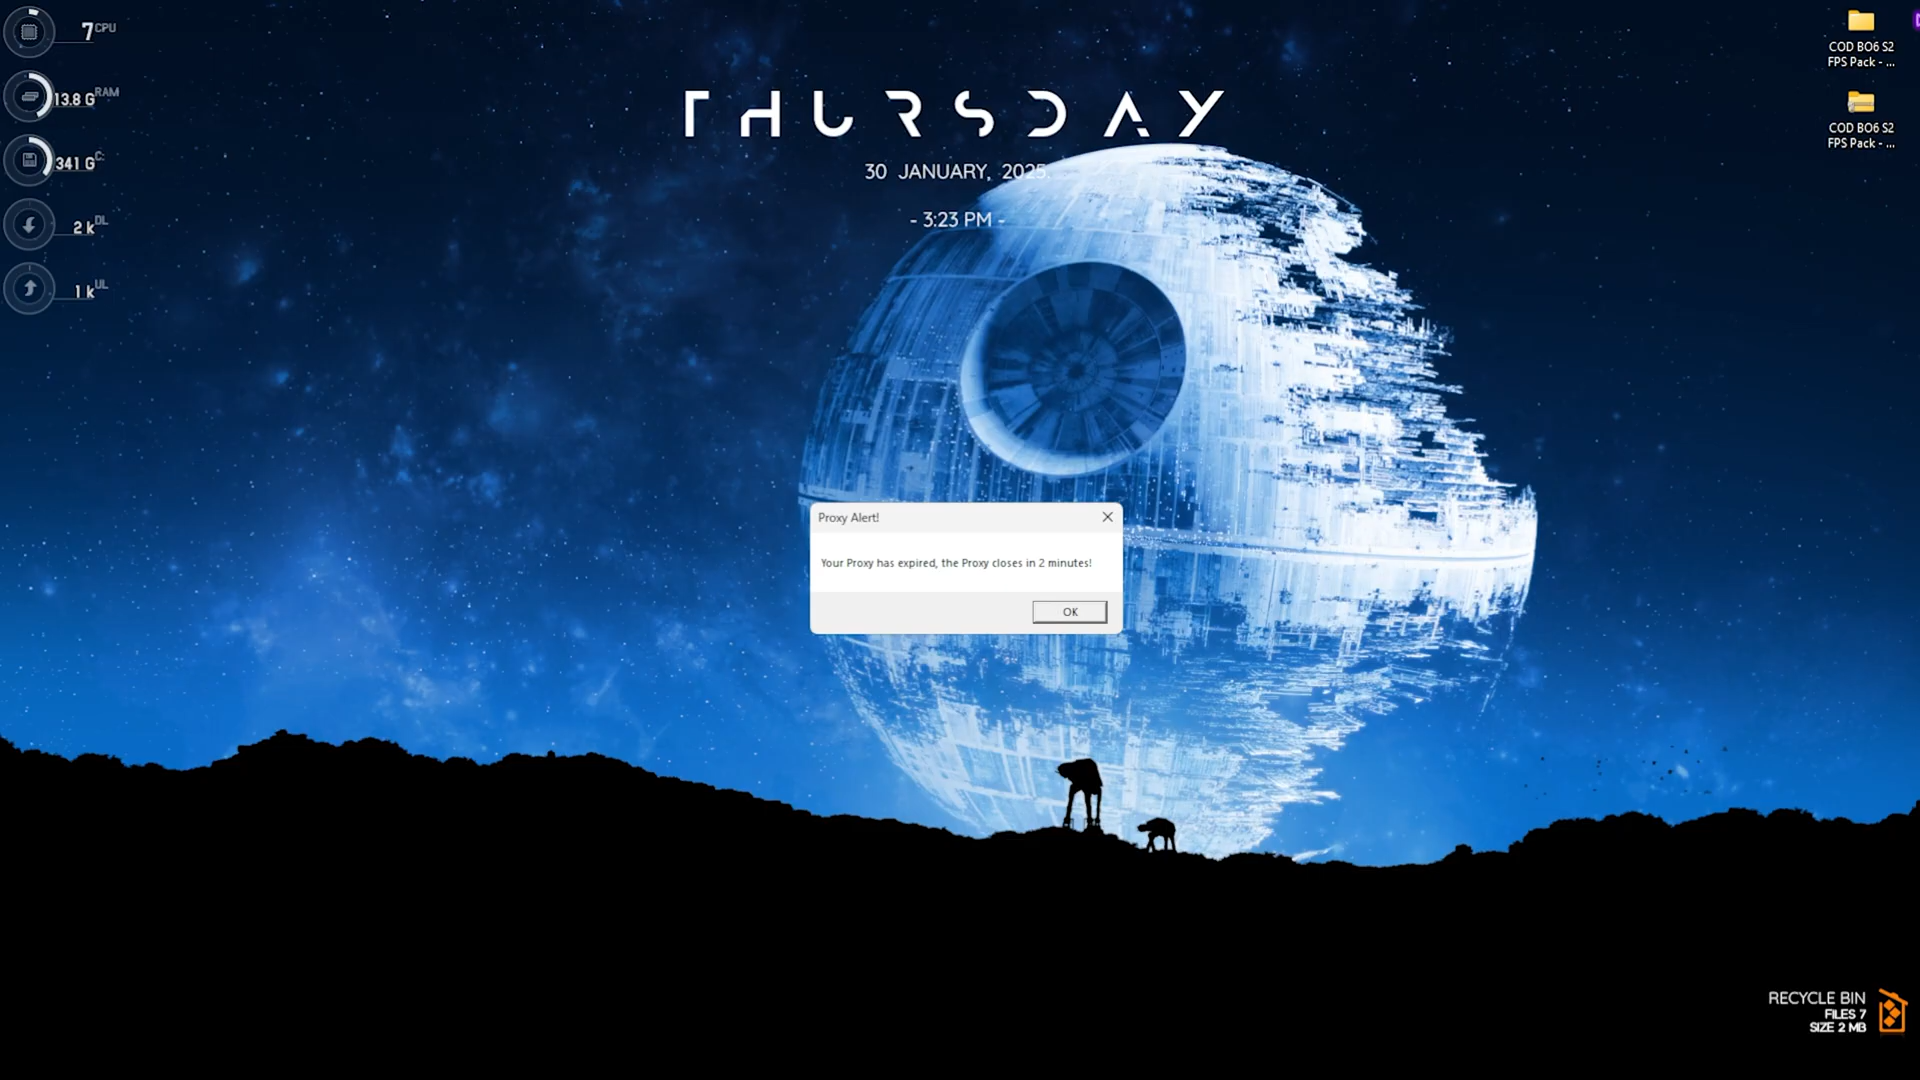 7 CPU
13.8 G RAM
341 G C:
2 k DL
1 k UL
THURSDAY
30 JANUARY, 2025.
- 3:23 PM -
COD BO6 S2
FPS Pack - ...
COD BO6 S2
FPS Pack - ...
Proxy Alert!
Your Proxy has expired, the Proxy closes in 2 minutes!
OK
RECYCLE BIN
FILES 7
SIZE 2 MB